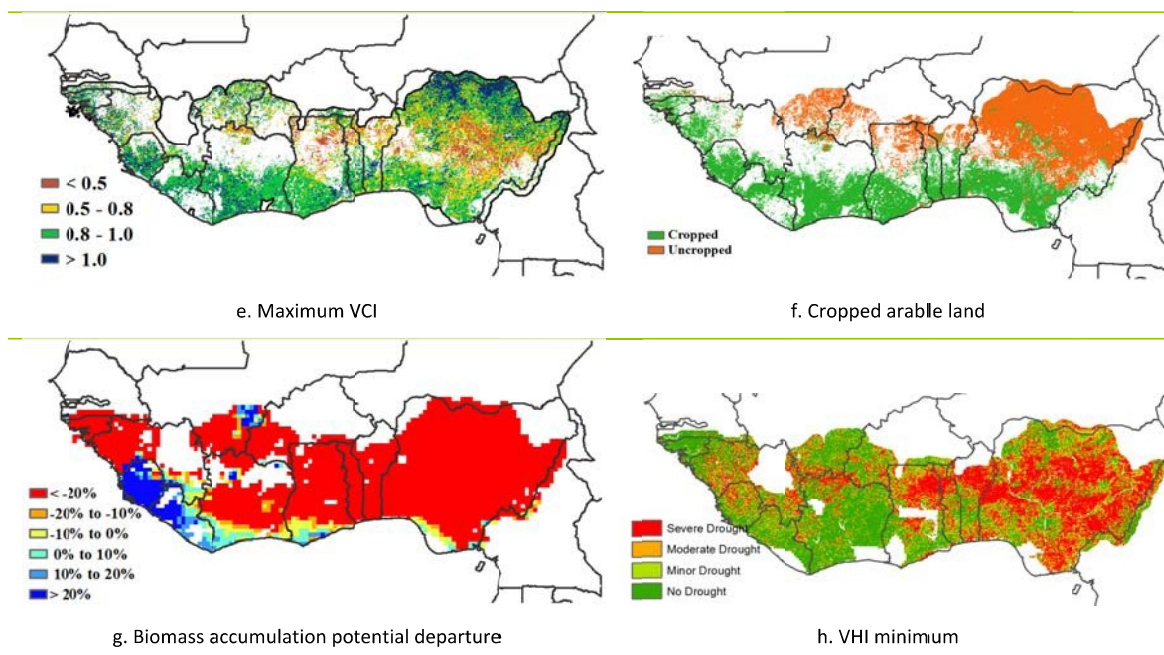 < 0.5
0.5 - 0.8
0.8 - 1.0
> 1.0
e. Maximum VCI
Cropped
Uncropped
f. Cropped arable land
< -20%
-20% to -10%
-10% to 0%
0% to 10%
10% to 20%
> 20%
g. Biomass accumulation potential departure
Severe Drought
Moderate Drought
Minor Drought
No Drought
h. VHI minimum